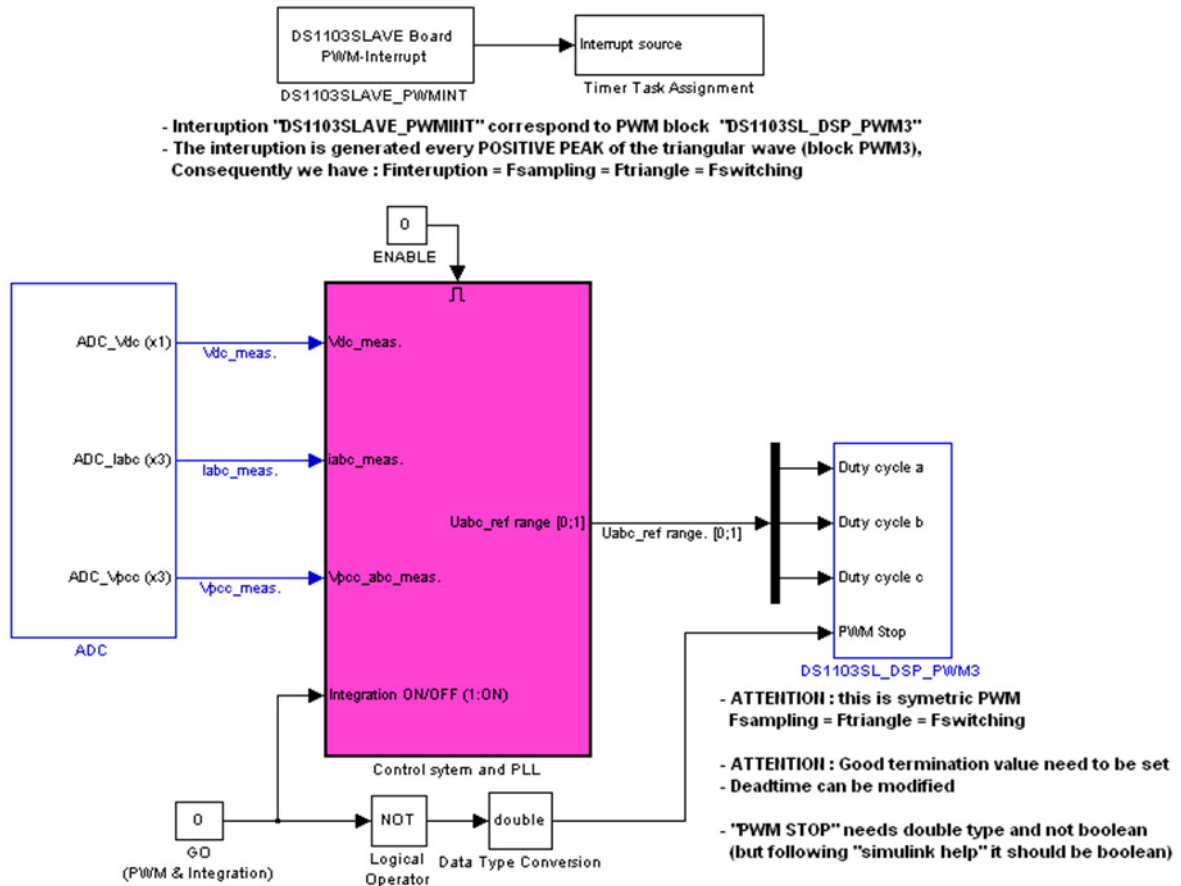 DS1103SLAVE Board
PWM-Interrupt
DS1103SLAVE_PWMINT
Interrupt source
Timer Task Assignment
- Interuption "DS1103SLAVE_PWMINT" correspond to PWM block "DS1103SL_DSP_PWM3"
- The interuption is generated every POSITIVE PEAK of the triangular wave (block PWM3),
Consequently we have : Finteruption = Fsampling = Ftriangle = Fswitching
0
ENABLE
ADC_Vdc (x1)
Vdc_meas.
Vdc_meas.
ADC_Iabc (x3)
Iabc_meas.
iabc_meas.
ADC_Vpcc (x3)
Vpcc_meas.
Vpcc_abc_meas.
ADC
Uabc_ref range [0;1]
Uabc_ref range. [0;1]
Integration ON/OFF (1:ON)
Control sytem and PLL
Duty cycle a
Duty cycle b
Duty cycle c
PWM Stop
DS1103SL_DSP_PWM3
- ATTENTION : this is symetric PWM
Fsampling = Ftriangle = Fswitching
- ATTENTION : Good termination value need to be set
- Deadtime can be modified
- "PWM STOP" needs double type and not boolean
(but following "simulink help" it should be boolean)
0
GO
(PWM & Integration)
NOT
Logical
Operator
double
Data Type Conversion